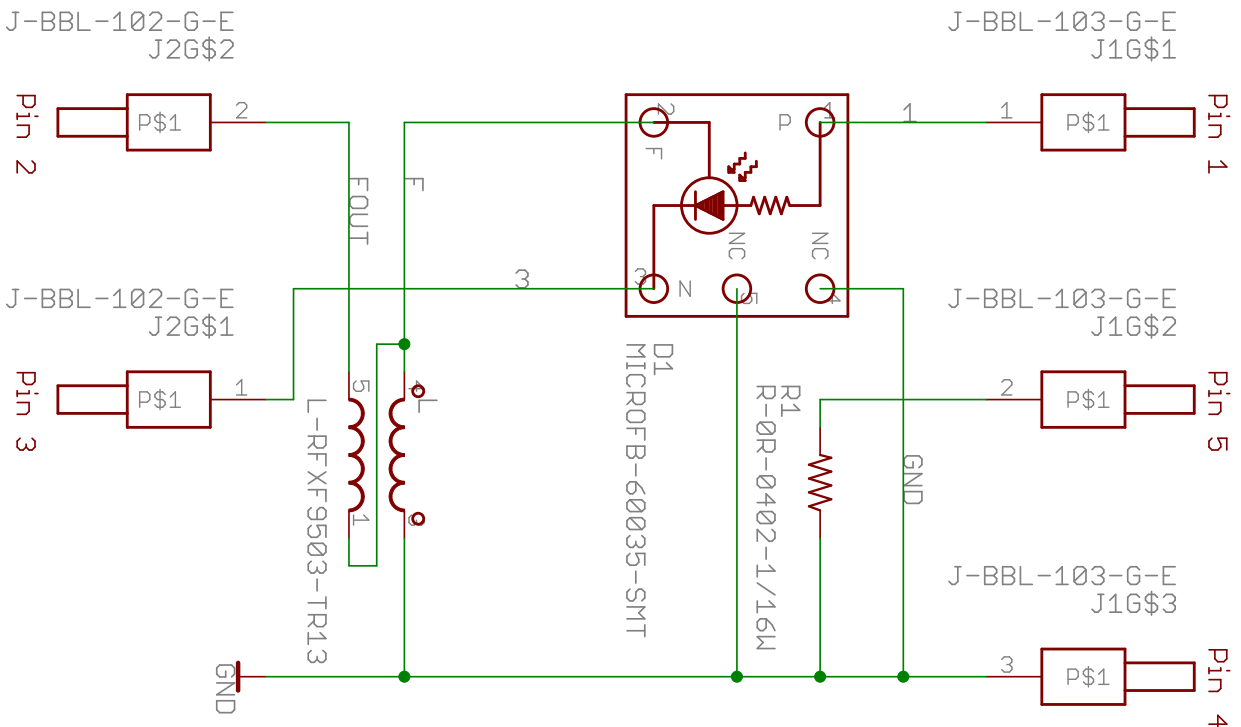 J-BBL-102-G-E
J2G$2
Pin 2
P$1
2
J-BBL-103-G-E
J1G$1
Pin 1
P$1
1
1
2
F
P
1
NC
NC
3
N
5
4
D1
MICROFB-60035-SMT
FOUT
F
3
J-BBL-102-G-E
J2G$1
Pin 3
P$1
1
5
4
L
L-RFXF9503-TR13
1
R1
R-0R-0402-1/16W
J-BBL-103-G-E
J1G$2
Pin 5
P$1
2
GND
J-BBL-103-G-E
J1G$3
Pin 4
P$1
3
GND